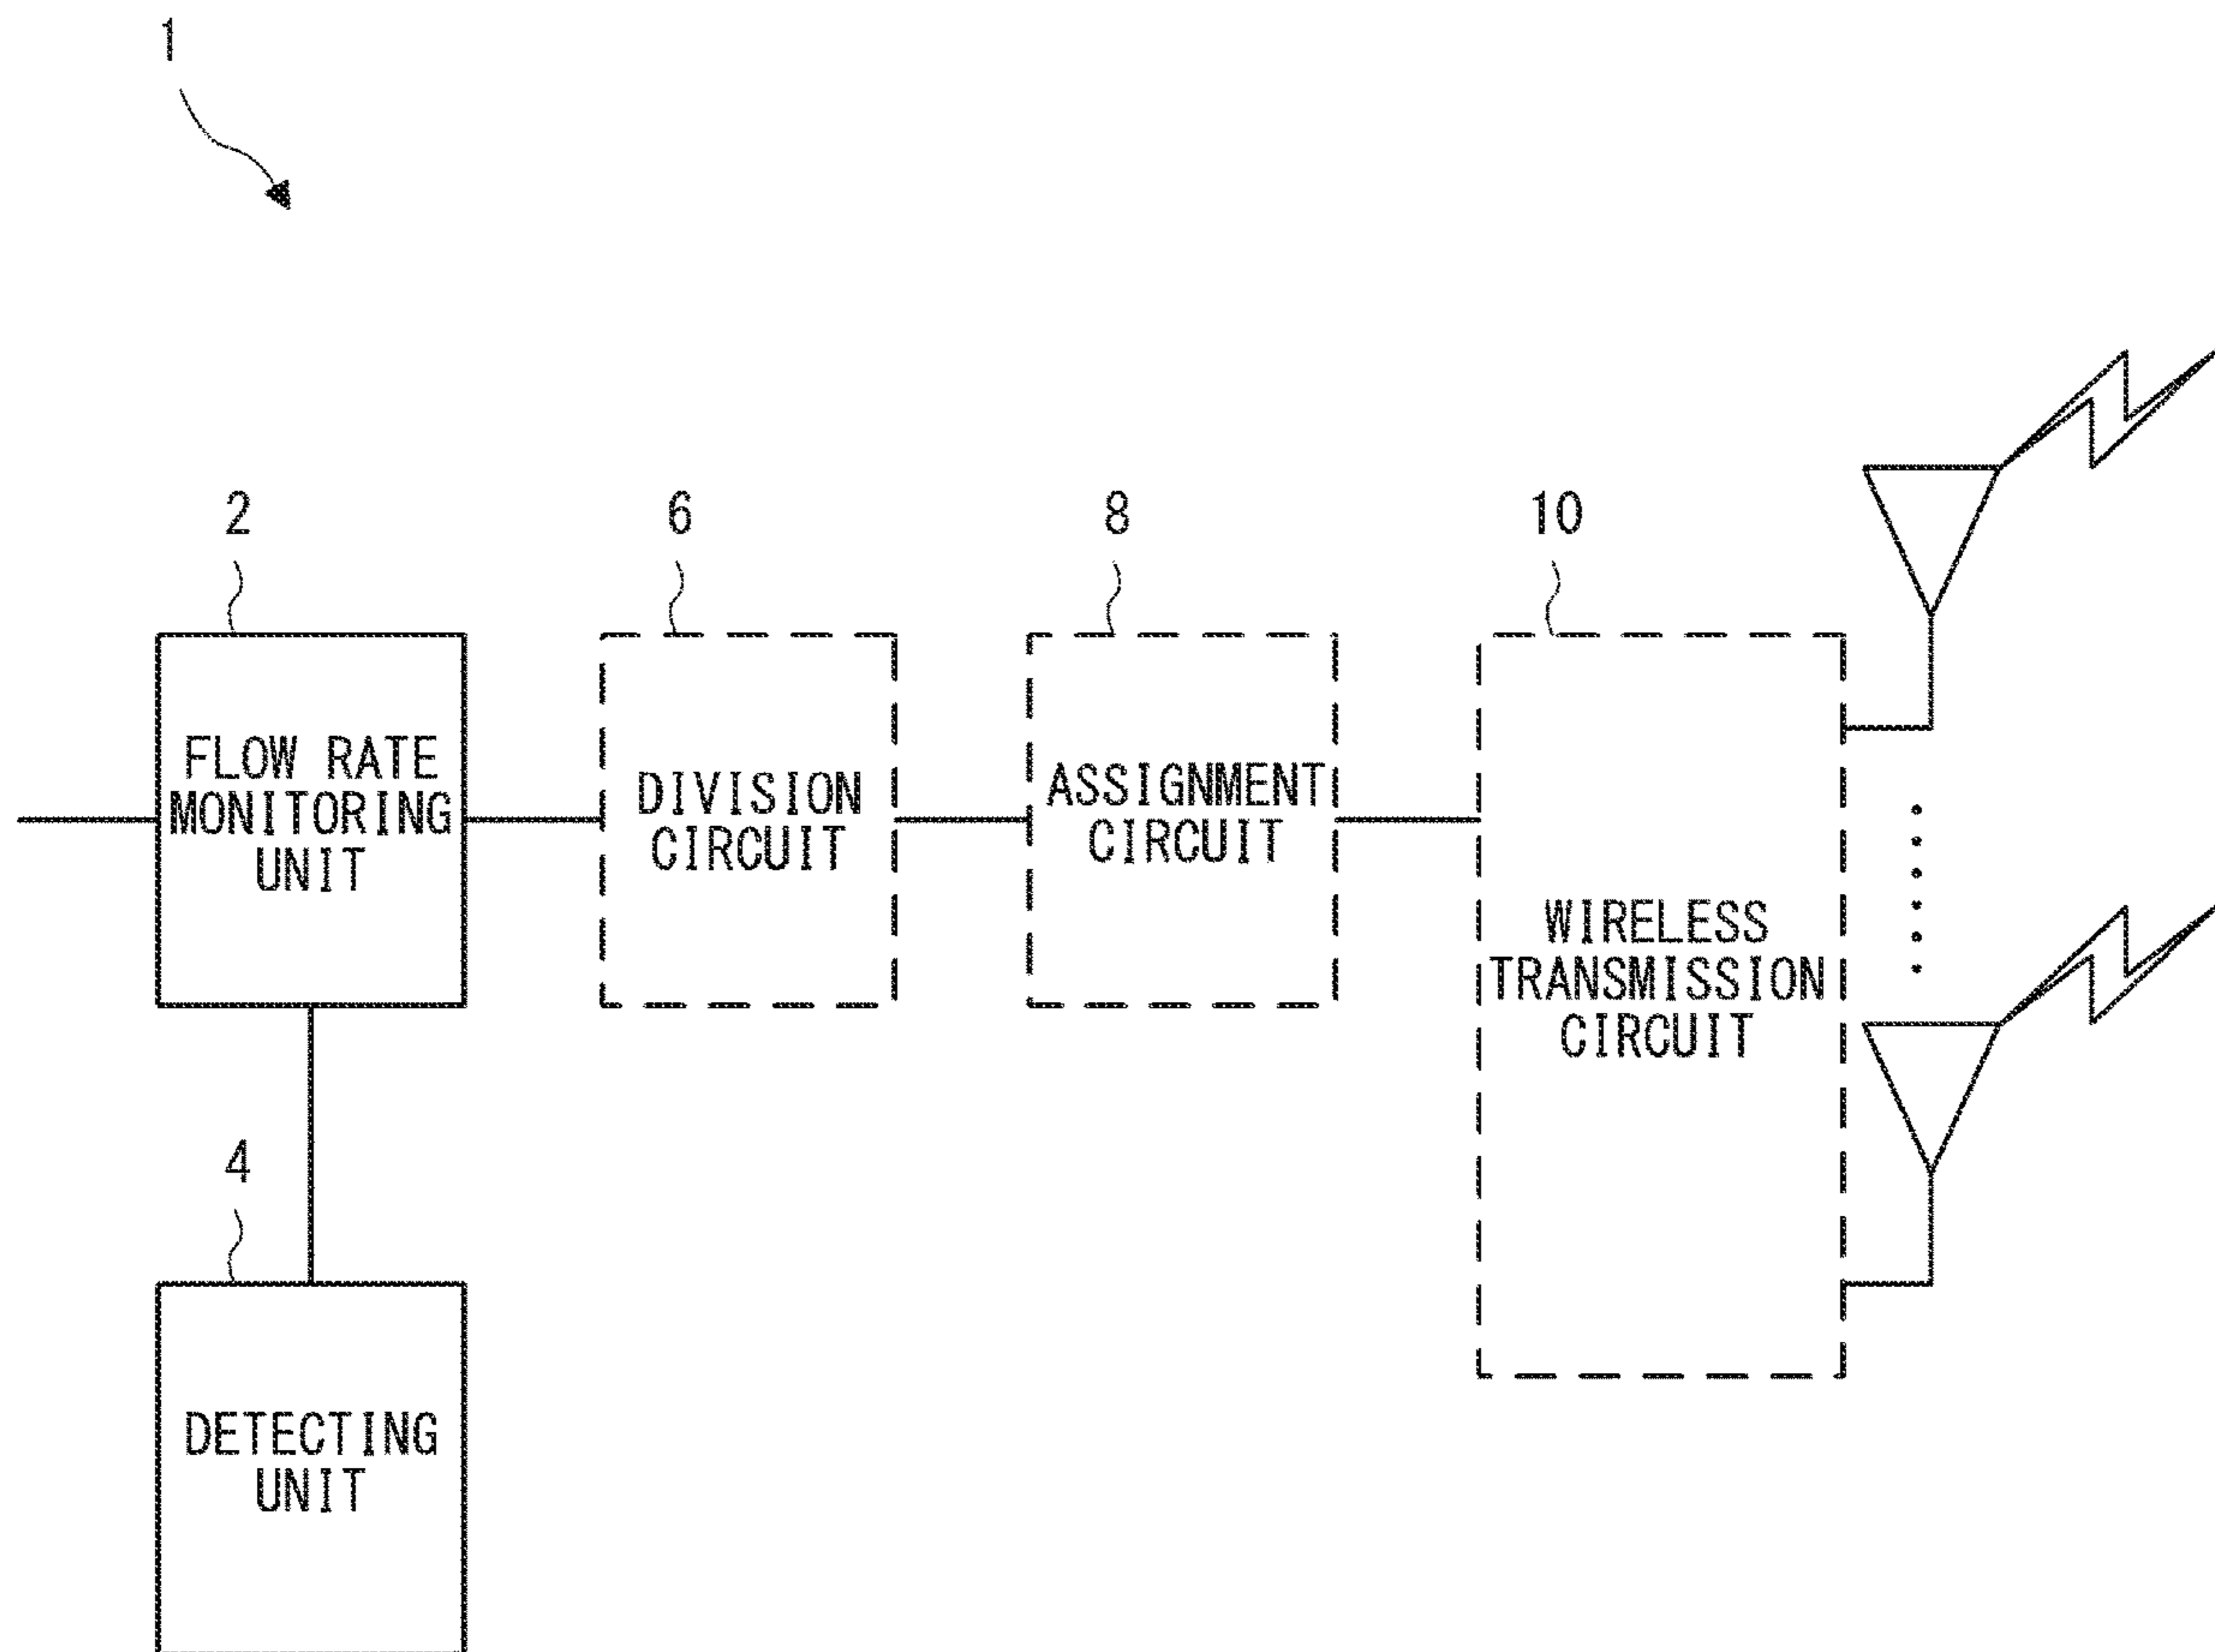 1
2
6
8
10
FLOW RATE
MONITORING
UNIT
DIVISION
CIRCUIT
ASSIGNMENT
CIRCUIT
WIRELESS
TRANSMISSION
CIRCUIT
4
DETECTING
UNIT